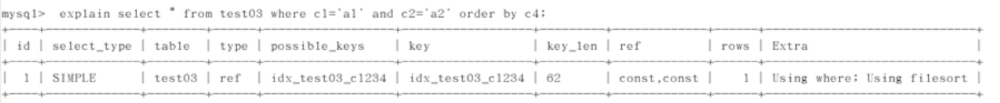 mysql>  explain select * from test03 where c1='a1' and c2='a2' order by c4;
+----+-------------+--------+------+-----------------+-----------------+---------+-------------+------+-----------------------------+
| id | select_type | table  | type | possible_keys   | key             | key_len | ref         | rows | Extra                       |
+----+-------------+--------+------+-----------------+-----------------+---------+-------------+------+-----------------------------+
|  1 | SIMPLE      | test03 | ref  | idx_test03_c1234 | idx_test03_c1234 | 62      | const,const |    1 | Using where; Using filesort |
+----+-------------+--------+------+-----------------+-----------------+---------+-------------+------+-----------------------------+